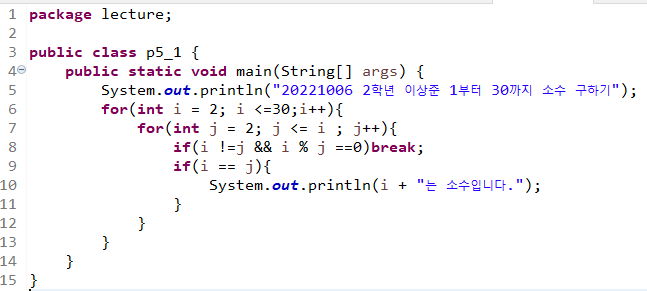 1 package lecture;
2
3 public class p5_1 {
4     public static void main(String[] args) {
5         System.out.println("20221006 2학년 이상준 1부터 30까지 소수 구하기");
6         for(int i = 2; i <=30;i++){
7             for(int j = 2; j <= i ; j++){
8                 if(i !=j && i % j ==0)break;
9                 if(i == j){
10                     System.out.println(i + "는 소수입니다.");
11                 }
12             }
13         }
14     }
15 }